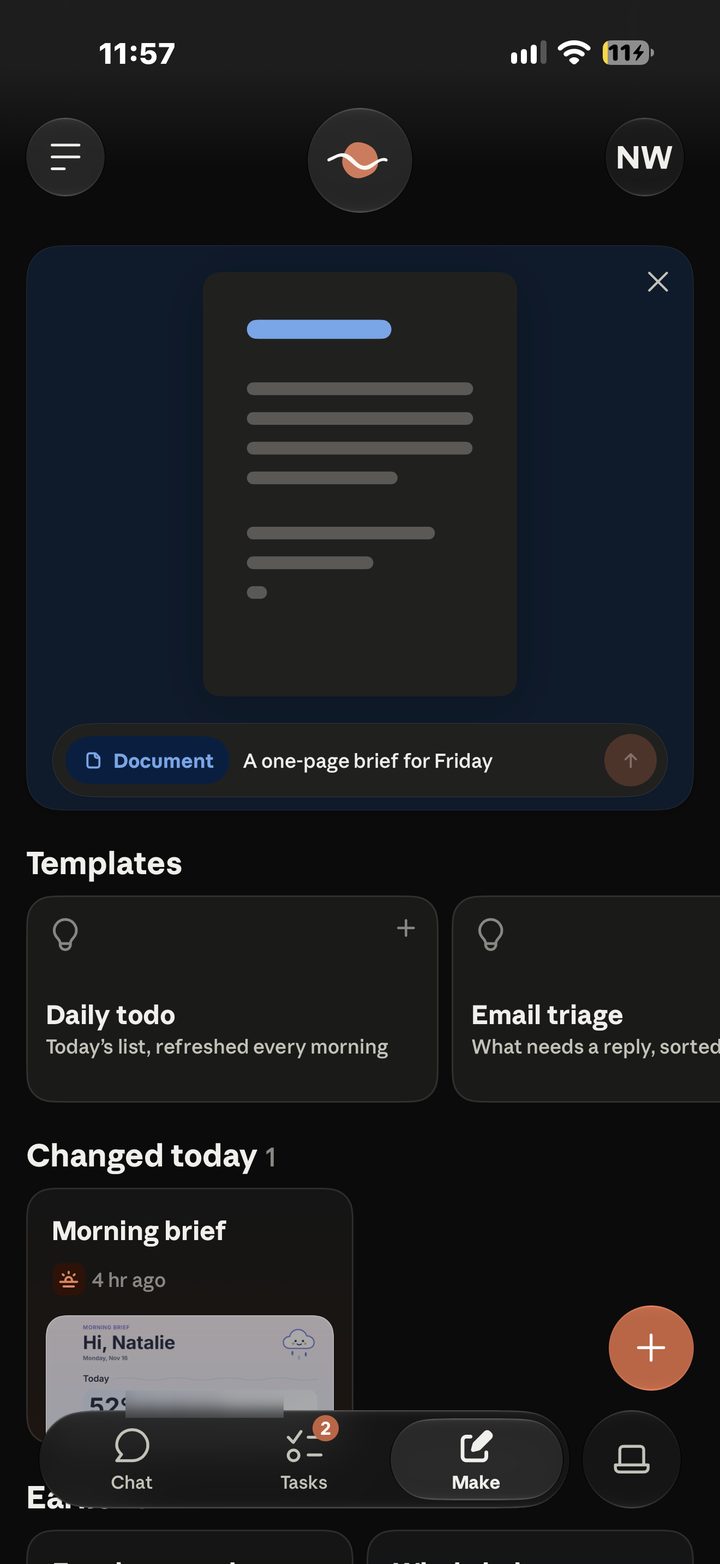 11:57
11
NW
Document
A one-page brief for Friday
Templates
Daily todo
Today's list, refreshed every morning
Email triage
What needs a reply, sorted
Changed today 1
Morning brief
4 hr ago
MORNING BRIEF
Hi, Natalie
Monday, Nov 16
Today
2
Chat
Tasks
Make